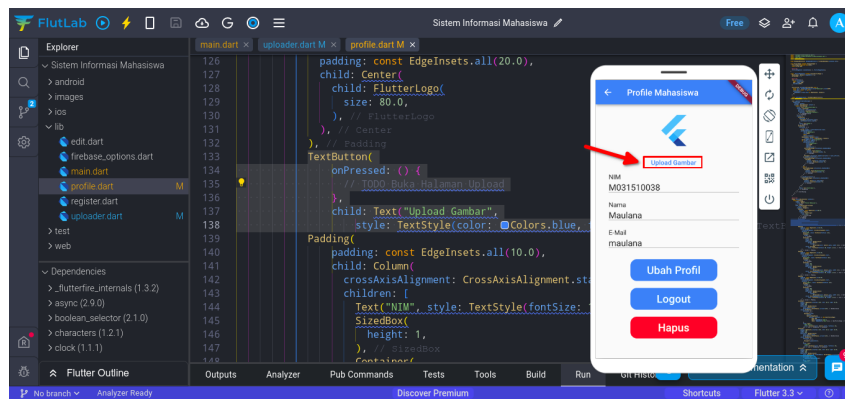 FlutLab
Sistem Informasi Mahasiswa
Free
A
Explorer
main.dart
uploader.dart M
profile.dart M
Sistem Informasi Mahasiswa
android
images
ios
lib
edit.dart
firebase_options.dart
main.dart
profile.dart M
register.dart
uploader.dart M
test
web
Dependencies
_flutterfire_internals (1.3.2)
async (2.9.0)
boolean_selector (2.1.0)
characters (1.2.1)
clock (1.1.1)
Flutter Outline
2
126 padding: const EdgeInsets.all(20.0),
127 child: Center(
128 child: FlutterLogo(
129 size: 80.0,
130 ), // FlutterLogo
131 ), // Center
132 ), // Padding
133 TextButton(
134 onPressed: () {
135 // TODO Buka Halaman Upload
136 },
137 child: Text("Upload Gambar",
138 style: TextStyle(color: Colors.blue,
139 Padding(
140 padding: const EdgeInsets.all(10.0),
141 child: Column(
142 crossAxisAlignment: CrossAxisAlignment.sta
143 children: [
144 Text("NIM", style: TextStyle(fontSize:
145 SizedBox(
146 height: 1,
147 ), // SizedBox
148 Container(
Profile Mahasiswa
DEBUG
Upload Gambar
NIM
M031510038
Nama
Maulana
E-Mail
maulana
Ubah Profil
Logout
Hapus
Outputs
Analyzer
Pub Commands
Tests
Tools
Build
Run
Git Histo
mentation
No branch
Analyzer Ready
Discover Premium
Shortcuts
Flutter 3.3